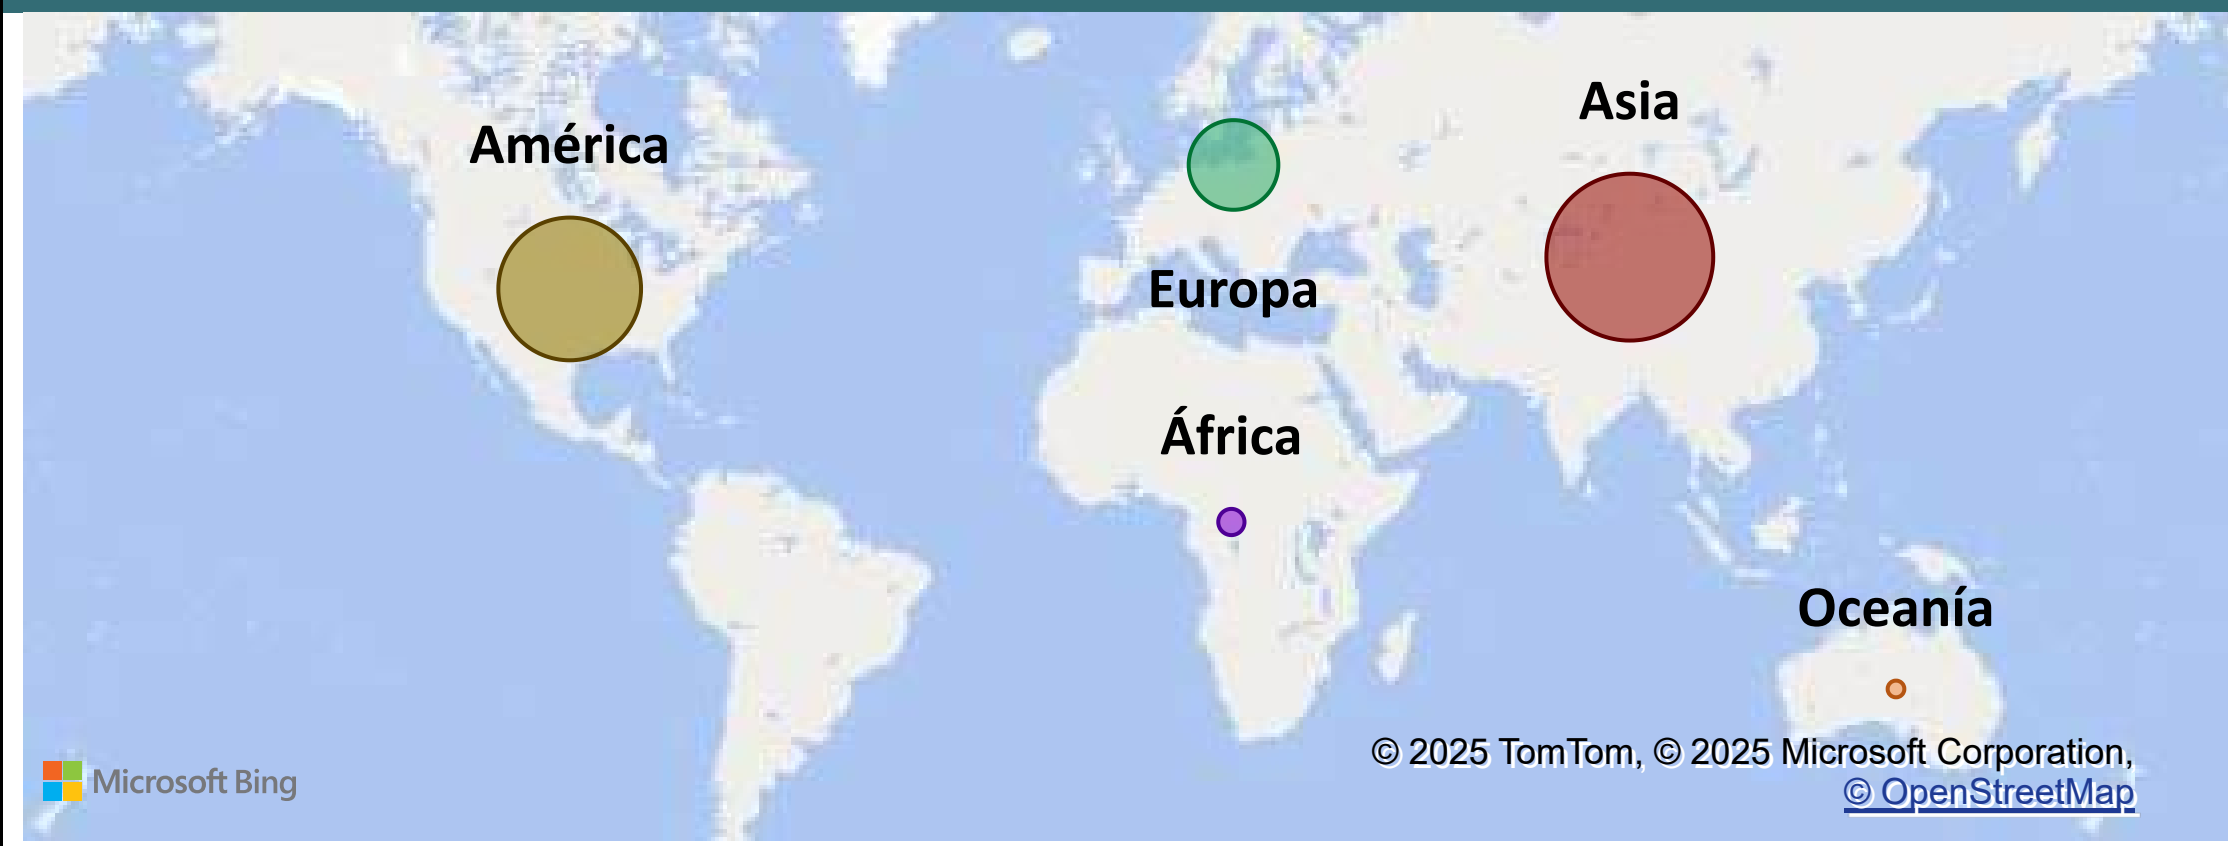 Asia
América
Europa
África
Oceanía
© 2025 TomTom, © 2025 Microsoft Corporation,
© OpenStreetMap
Microsoft Bing